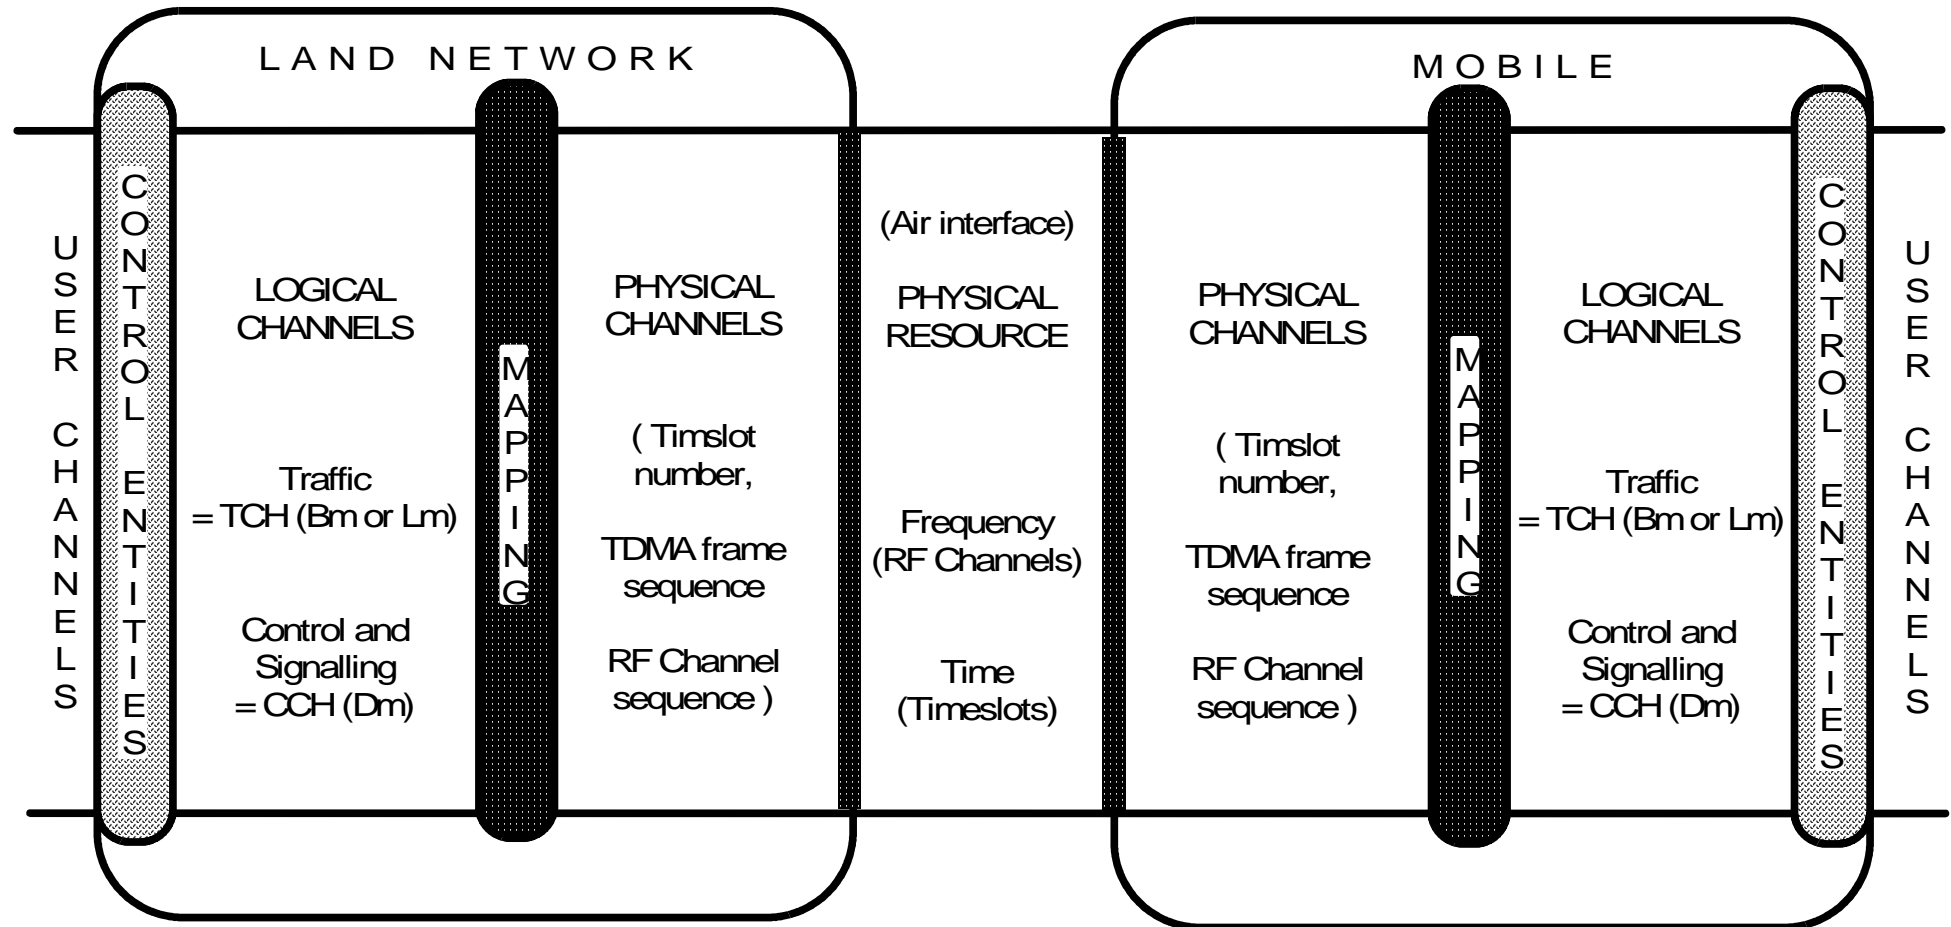 LAND NETWORK
MOBILE
USER CHANNELS
CONTROL ENTITIES
LOGICAL
CHANNELS
Traffic
= TCH (Bm or Lm)
Control and
Signalling
= CCH (Dm)
MAPPING
PHYSICAL
CHANNELS
( Timslot
number,
TDMA frame
sequence
RF Channel
sequence )
(Air interface)
PHYSICAL
RESOURCE
Frequency
(RF Channels)
Time
(Timeslots)
PHYSICAL
CHANNELS
( Timslot
number,
TDMA frame
sequence
RF Channel
sequence )
MAPPING
LOGICAL
CHANNELS
Traffic
= TCH (Bm or Lm)
Control and
Signalling
= CCH (Dm)
CONTROL ENTITIES
USER CHANNELS